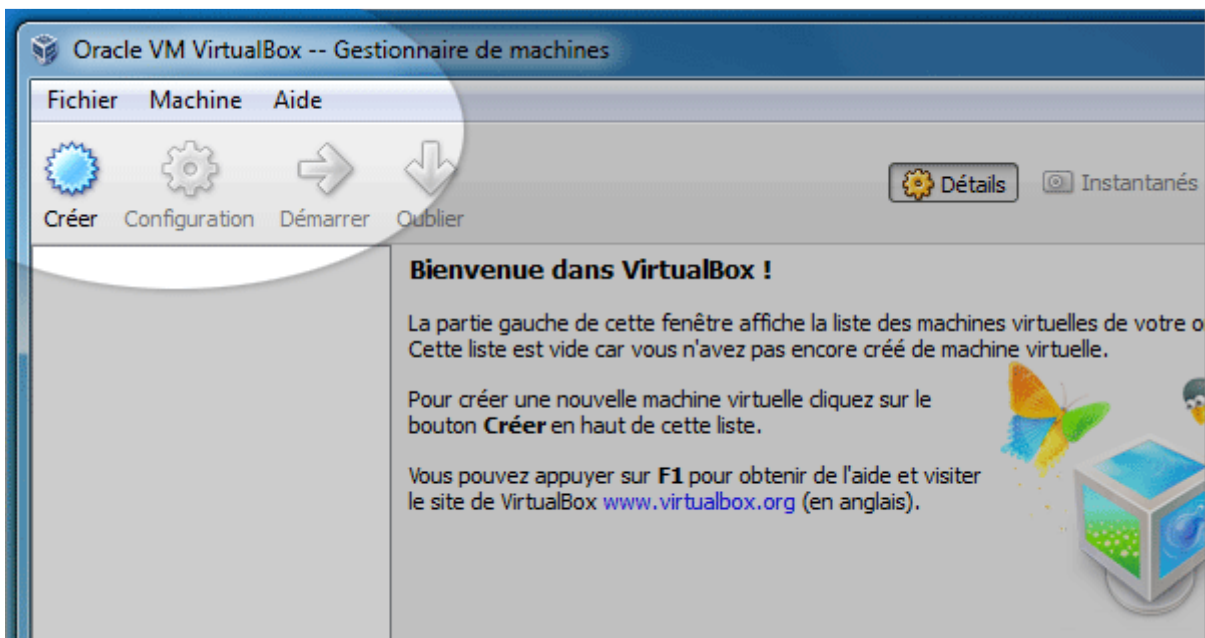 Oracle VM VirtualBox -- Gestionnaire de machines
Fichier Machine Aide
Créer Configuration Démarrer Oublier
Détails Instantanés
Bienvenue dans VirtualBox !
La partie gauche de cette fenêtre affiche la liste des machines virtuelles de votre
Cette liste est vide car vous n'avez pas encore créé de machine virtuelle.
Pour créer une nouvelle machine virtuelle cliquez sur le
bouton Créer en haut de cette liste.
Vous pouvez appuyer sur F1 pour obtenir de l'aide et visiter
le site de VirtualBox www.virtualbox.org (en anglais).